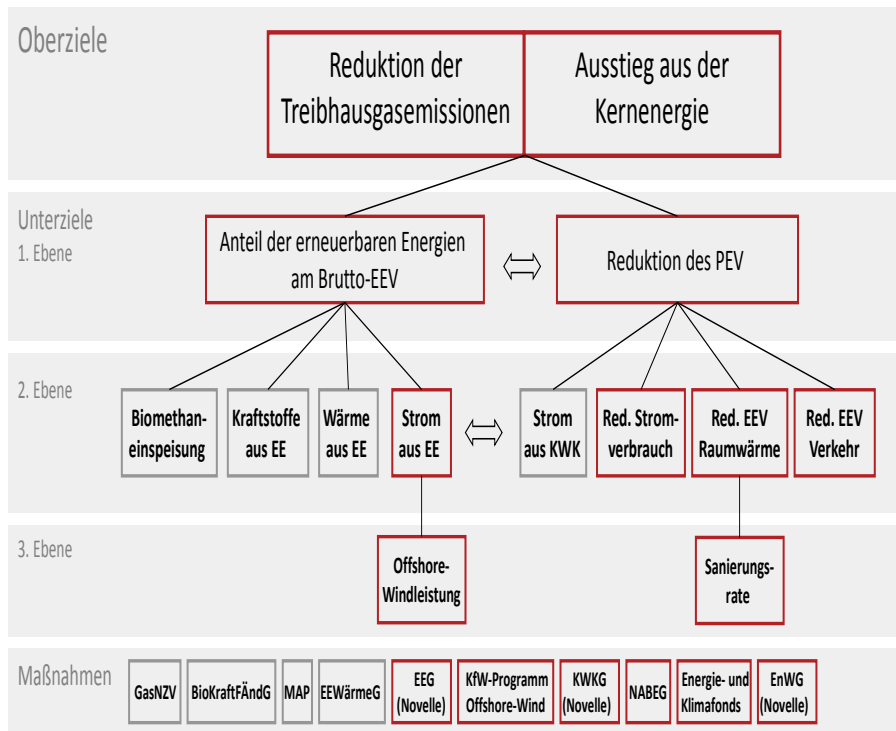 Oberziele
Reduktion der
Treibhausgasemissionen
Ausstieg aus der
Kernenergie
Unterziele
1. Ebene
Anteil der erneuerbaren Energien
am Brutto-EEV
Reduktion des PEV
2. Ebene
Biomethan-
einspeisung
Kraftstoffe
aus EE
Wärme
aus EE
Strom
aus EE
Strom
aus KWK
Red. Strom-
verbrauch
Red. EEV
Raumwärme
Red. EEV
Verkehr
3. Ebene
Offshore-
Windleistung
Sanierungs-
rate
Maßnahmen
GasNZV
BioKraftFÄndG
MAP
EEWärmeG
EEG
(Novelle)
KfW-Programm
Offshore-Wind
KWKG
(Novelle)
NABEG
Energie- und
Klimafonds
EnWG
(Novelle)